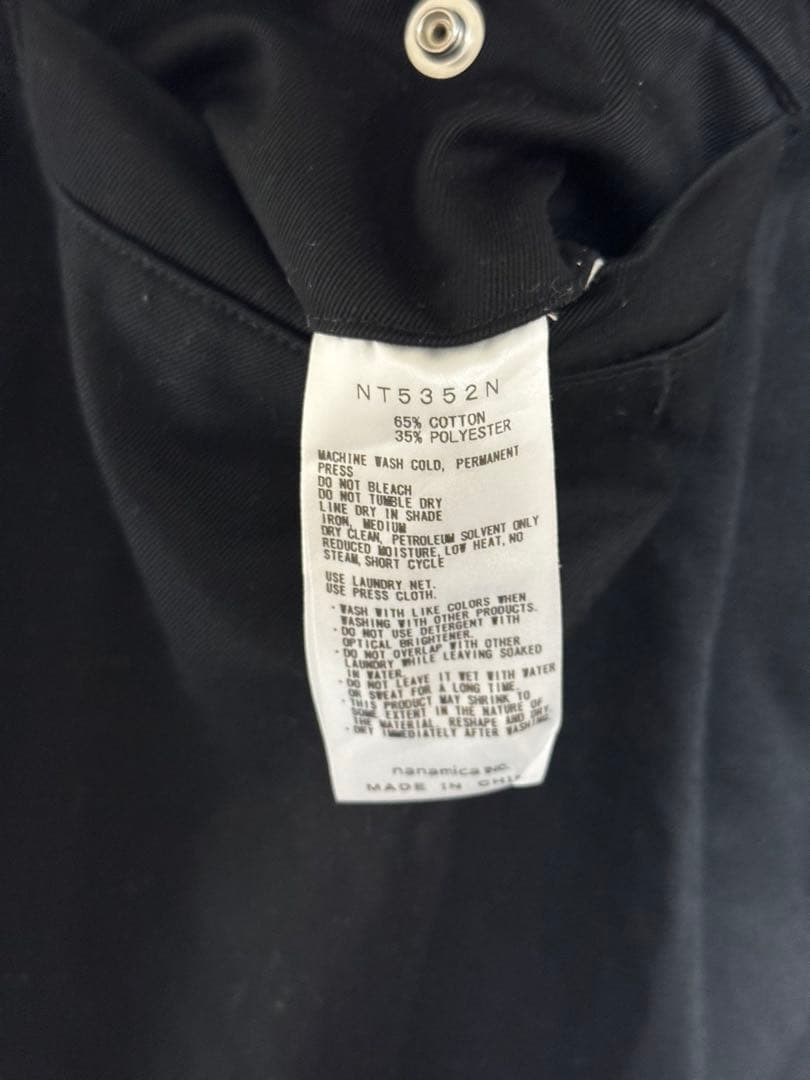 NT5352N
65% COTTON
35% POLYESTER
MACHINE WASH COLD, PERMANENT
PRESS
DO NOT BLEACH
DO NOT TUMBLE DRY
LINE DRY IN SHADE
IRON, MEDIUM
DRY CLEAN, PETROLEUM SOLVENT ONLY
REDUCED MOISTURE, LOW HEAT, NO
STEAM, SHORT CYCLE
USE LAUNDRY NET.
USE PRESS CLOTH.
・WASH WITH LIKE COLORS WHEN
WASHING WITH OTHER PRODUCTS.
・DO NOT USE DETERGENT WITH
OPTICAL BRIGHTENER.
・DO NOT OVERLAP WITH OTHER
LAUNDRY WHILE LEAVING SOAKED
IN WATER.
・DO NOT LEAVE IT WET WITH WATER
OR SWEAT FOR A LONG TIME.
・THIS PRODUCT MAY SHRINK TO
SOME EXTENT IN THE NATURE OF
THE MATERIAL. RESHAPE AND DRY.
・DRY IMMEDIATELY AFTER WASHING.
nanamica INC.
MADE IN